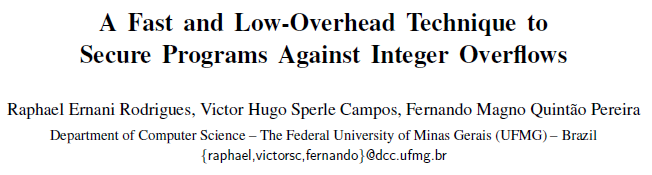 A Fast and Low-Overhead Technique to
Secure Programs Against Integer Overflows
Raphael Ernani Rodrigues, Victor Hugo Sperle Campos, Fernando Magno Quintão Pereira
Department of Computer Science – The Federal University of Minas Gerais (UFMG) – Brazil
{raphael,victorsc,fernando}@dcc.ufmg.br